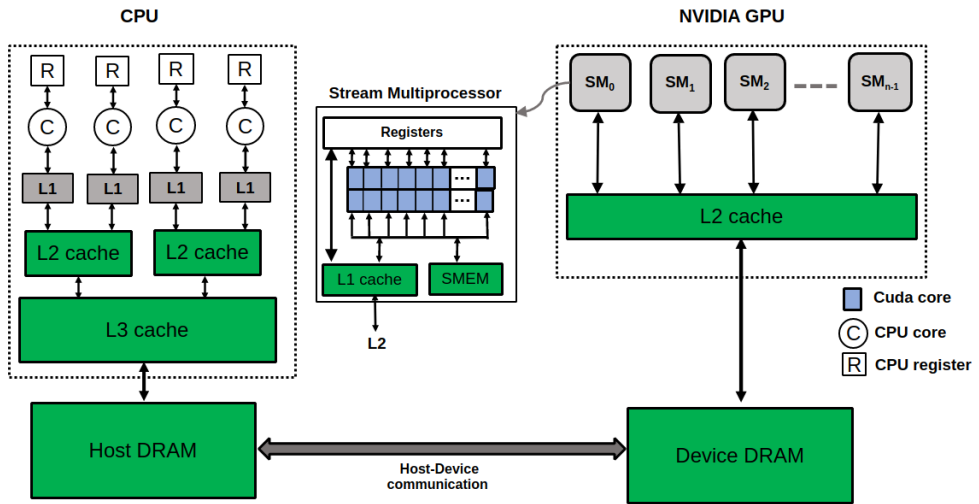 CPU
NVIDIA GPU
R
R
R
R
C
C
C
C
L1
L1
L1
L1
L2 cache
L2 cache
L3 cache
Host DRAM
Stream Multiprocessor
Registers
...
...
L1 cache
SMEM
L2
SM0
SM1
SM2
SMn-1
L2 cache
Cuda core
C
CPU core
R
CPU register
Device DRAM
Host-Device
communication